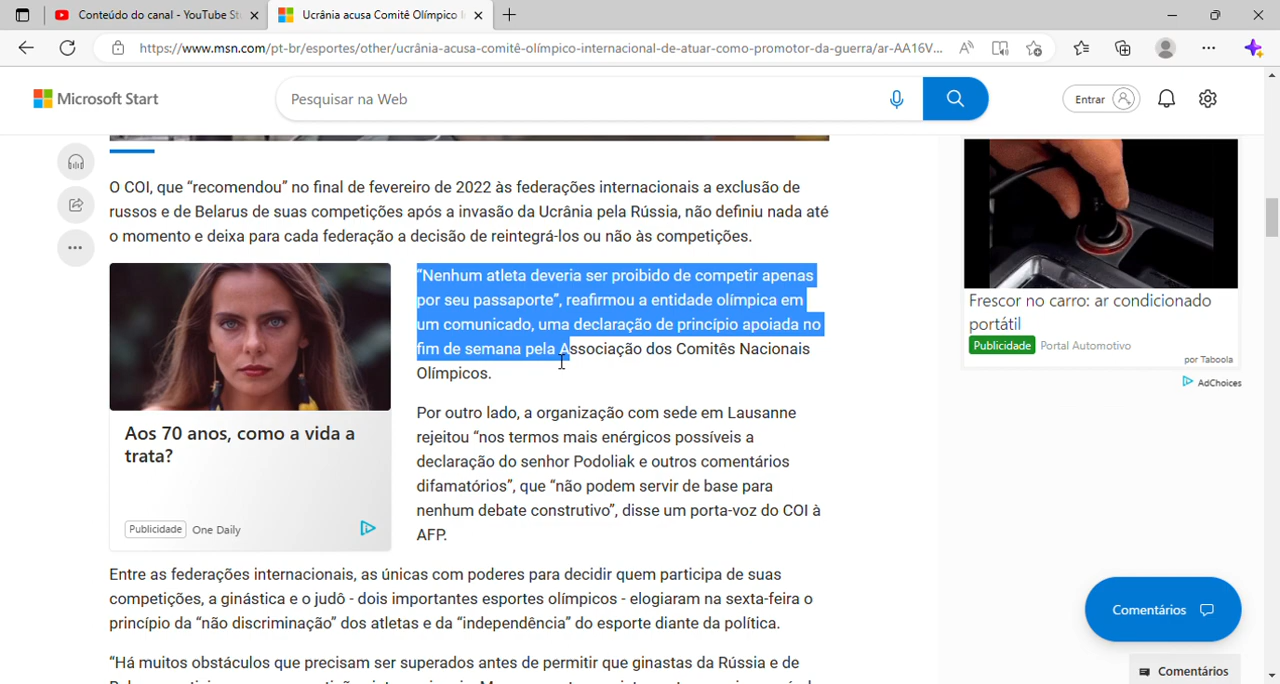 Conteúdo do canal - YouTube St
Ucrânia acusa Comitê Olímpico I
https://www.msn.com/pt-br/esportes/other/ucrânia-acusa-comitê-olímpico-internacional-de-atuar-como-promotor-da-guerra/ar-AA16V...
Microsoft Start
Pesquisar na Web
Entrar
O COI, que “recomendou” no final de fevereiro de 2022 às federações internacionais a exclusão de
russos e de Belarus de suas competições após a invasão da Ucrânia pela Rússia, não definiu nada até
o momento e deixa para cada federação a decisão de reintegrá-los ou não às competições.
“Nenhum atleta deveria ser proibido de competir apenas
por seu passaporte”, reafirmou a entidade olímpica em
um comunicado, uma declaração de princípio apoiada no
fim de semana pela Associação dos Comitês Nacionais
Olímpicos.
Aos 70 anos, como a vida a
trata?
Publicidade One Daily
Por outro lado, a organização com sede em Lausanne
rejeitou “nos termos mais enérgicos possíveis a
declaração do senhor Podoliak e outros comentários
difamatórios”, que “não podem servir de base para
nenhum debate construtivo”, disse um porta-voz do COI à
AFP.
Entre as federações internacionais, as únicas com poderes para decidir quem participa de suas
competições, a ginástica e o judô - dois importantes esportes olímpicos - elogiaram na sexta-feira o
princípio da “não discriminação” dos atletas e da “independência” do esporte diante da política.
“Há muitos obstáculos que precisam ser superados antes de permitir que ginastas da Rússia e de
Frescor no carro: ar condicionado
portátil
Publicidade Portal Automotivo
por Taboola
AdChoices
Comentários
Comentários